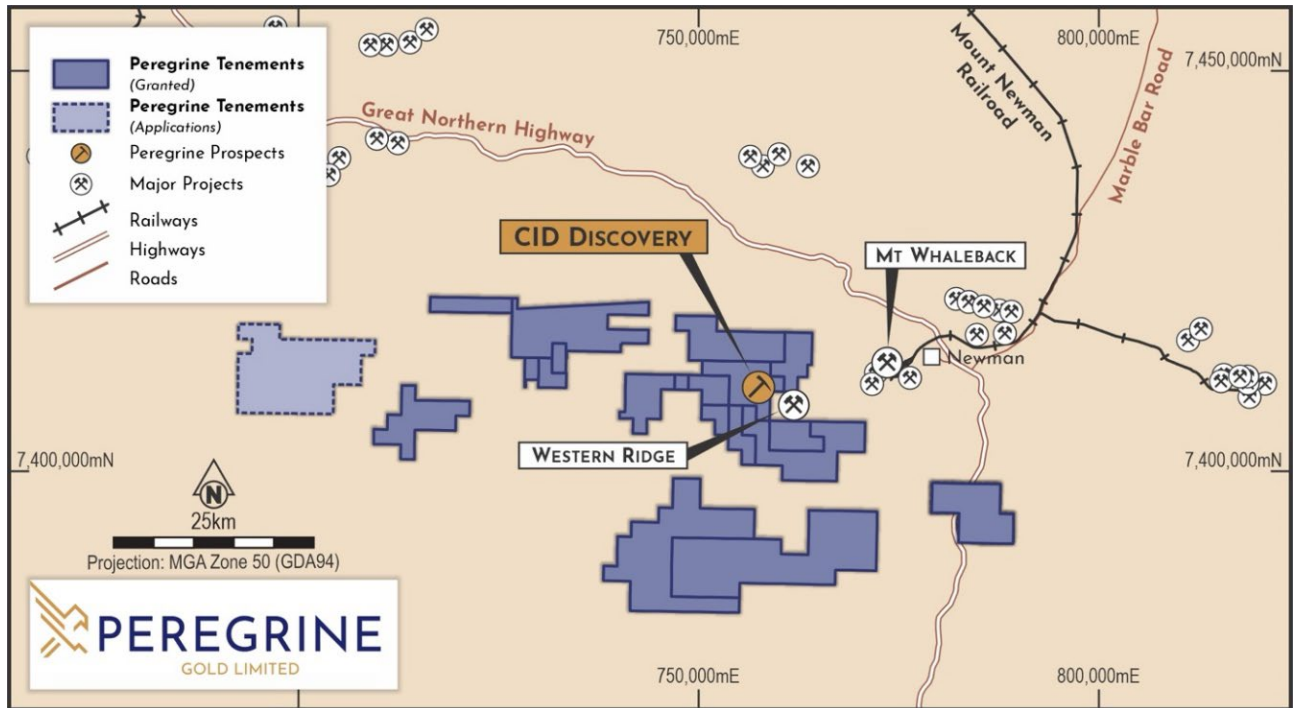 Peregrine Tenements
(Granted)
Peregrine Tenements
(Applications)
Peregrine Prospects
Major Projects
Railways
Highways
Roads
750,000mE
800,000mE
7,450,000mN
Great Northern Highway
Mount Newman
Railroad
Marble Bar Road
CID DISCOVERY
MT WHALEBACK
Newman
WESTERN RIDGE
7,400,000mN
7,400,000mN
N
25km
Projection: MGA Zone 50 (GDA94)
PEREGRINE
GOLD LIMITED
750,000mE
800,000mE